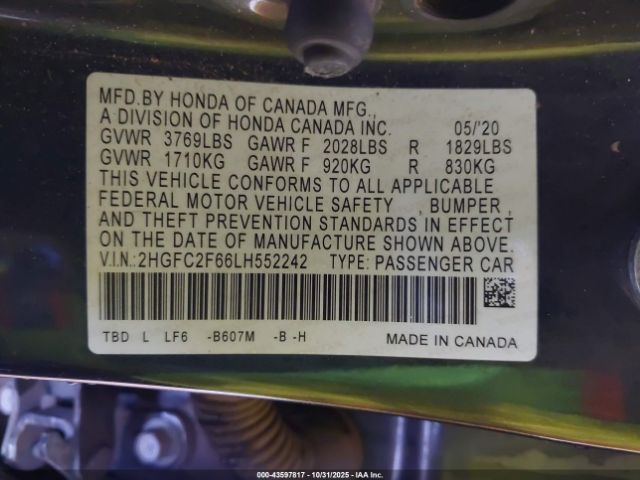 MFD.BY HONDA OF CANADA MFG.,
A DIVISION OF HONDA CANADA INC. 05/'20
GVWR 3769LBS GAWR F 2028LBS R 1829LBS
GVWR 1710KG GAWR F 920KG R 830KG
THIS VEHICLE CONFORMS TO ALL APPLICABLE
FEDERAL MOTOR VEHICLE SAFETY , BUMPER ,
AND THEFT PREVENTION STANDARDS IN EFFECT
ON THE DATE OF MANUFACTURE SHOWN ABOVE.
V.I.N.:2HGFC2F66LH552242 TYPE: PASSENGER CAR
TBD L LF6 -B607M -B -H MADE IN CANADA
000-43597817 - 10/31/2025 - IAA Inc.